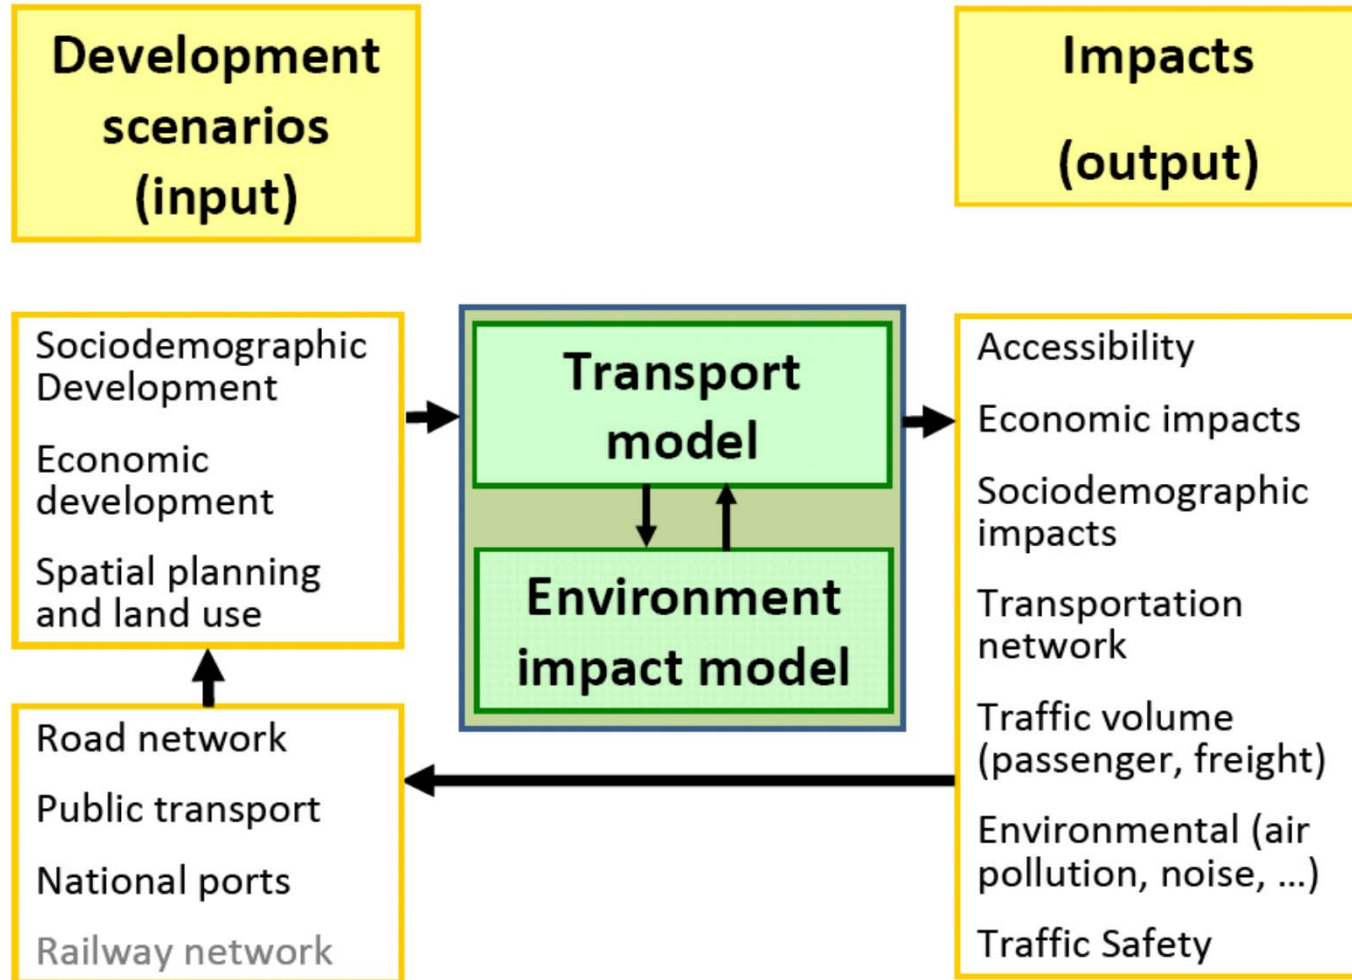 Development
scenarios
(input)
Impacts
(output)
Sociodemographic
Development
Economic
development
Spatial planning
and land use
Road network
Public transport
National ports
Railway network
Transport
model
Environment
impact model
Accessibility
Economic impacts
Sociodemographic
impacts
Transportation
network
Traffic volume
(passenger, freight)
Environmental (air
pollution, noise, ...)
Traffic Safety